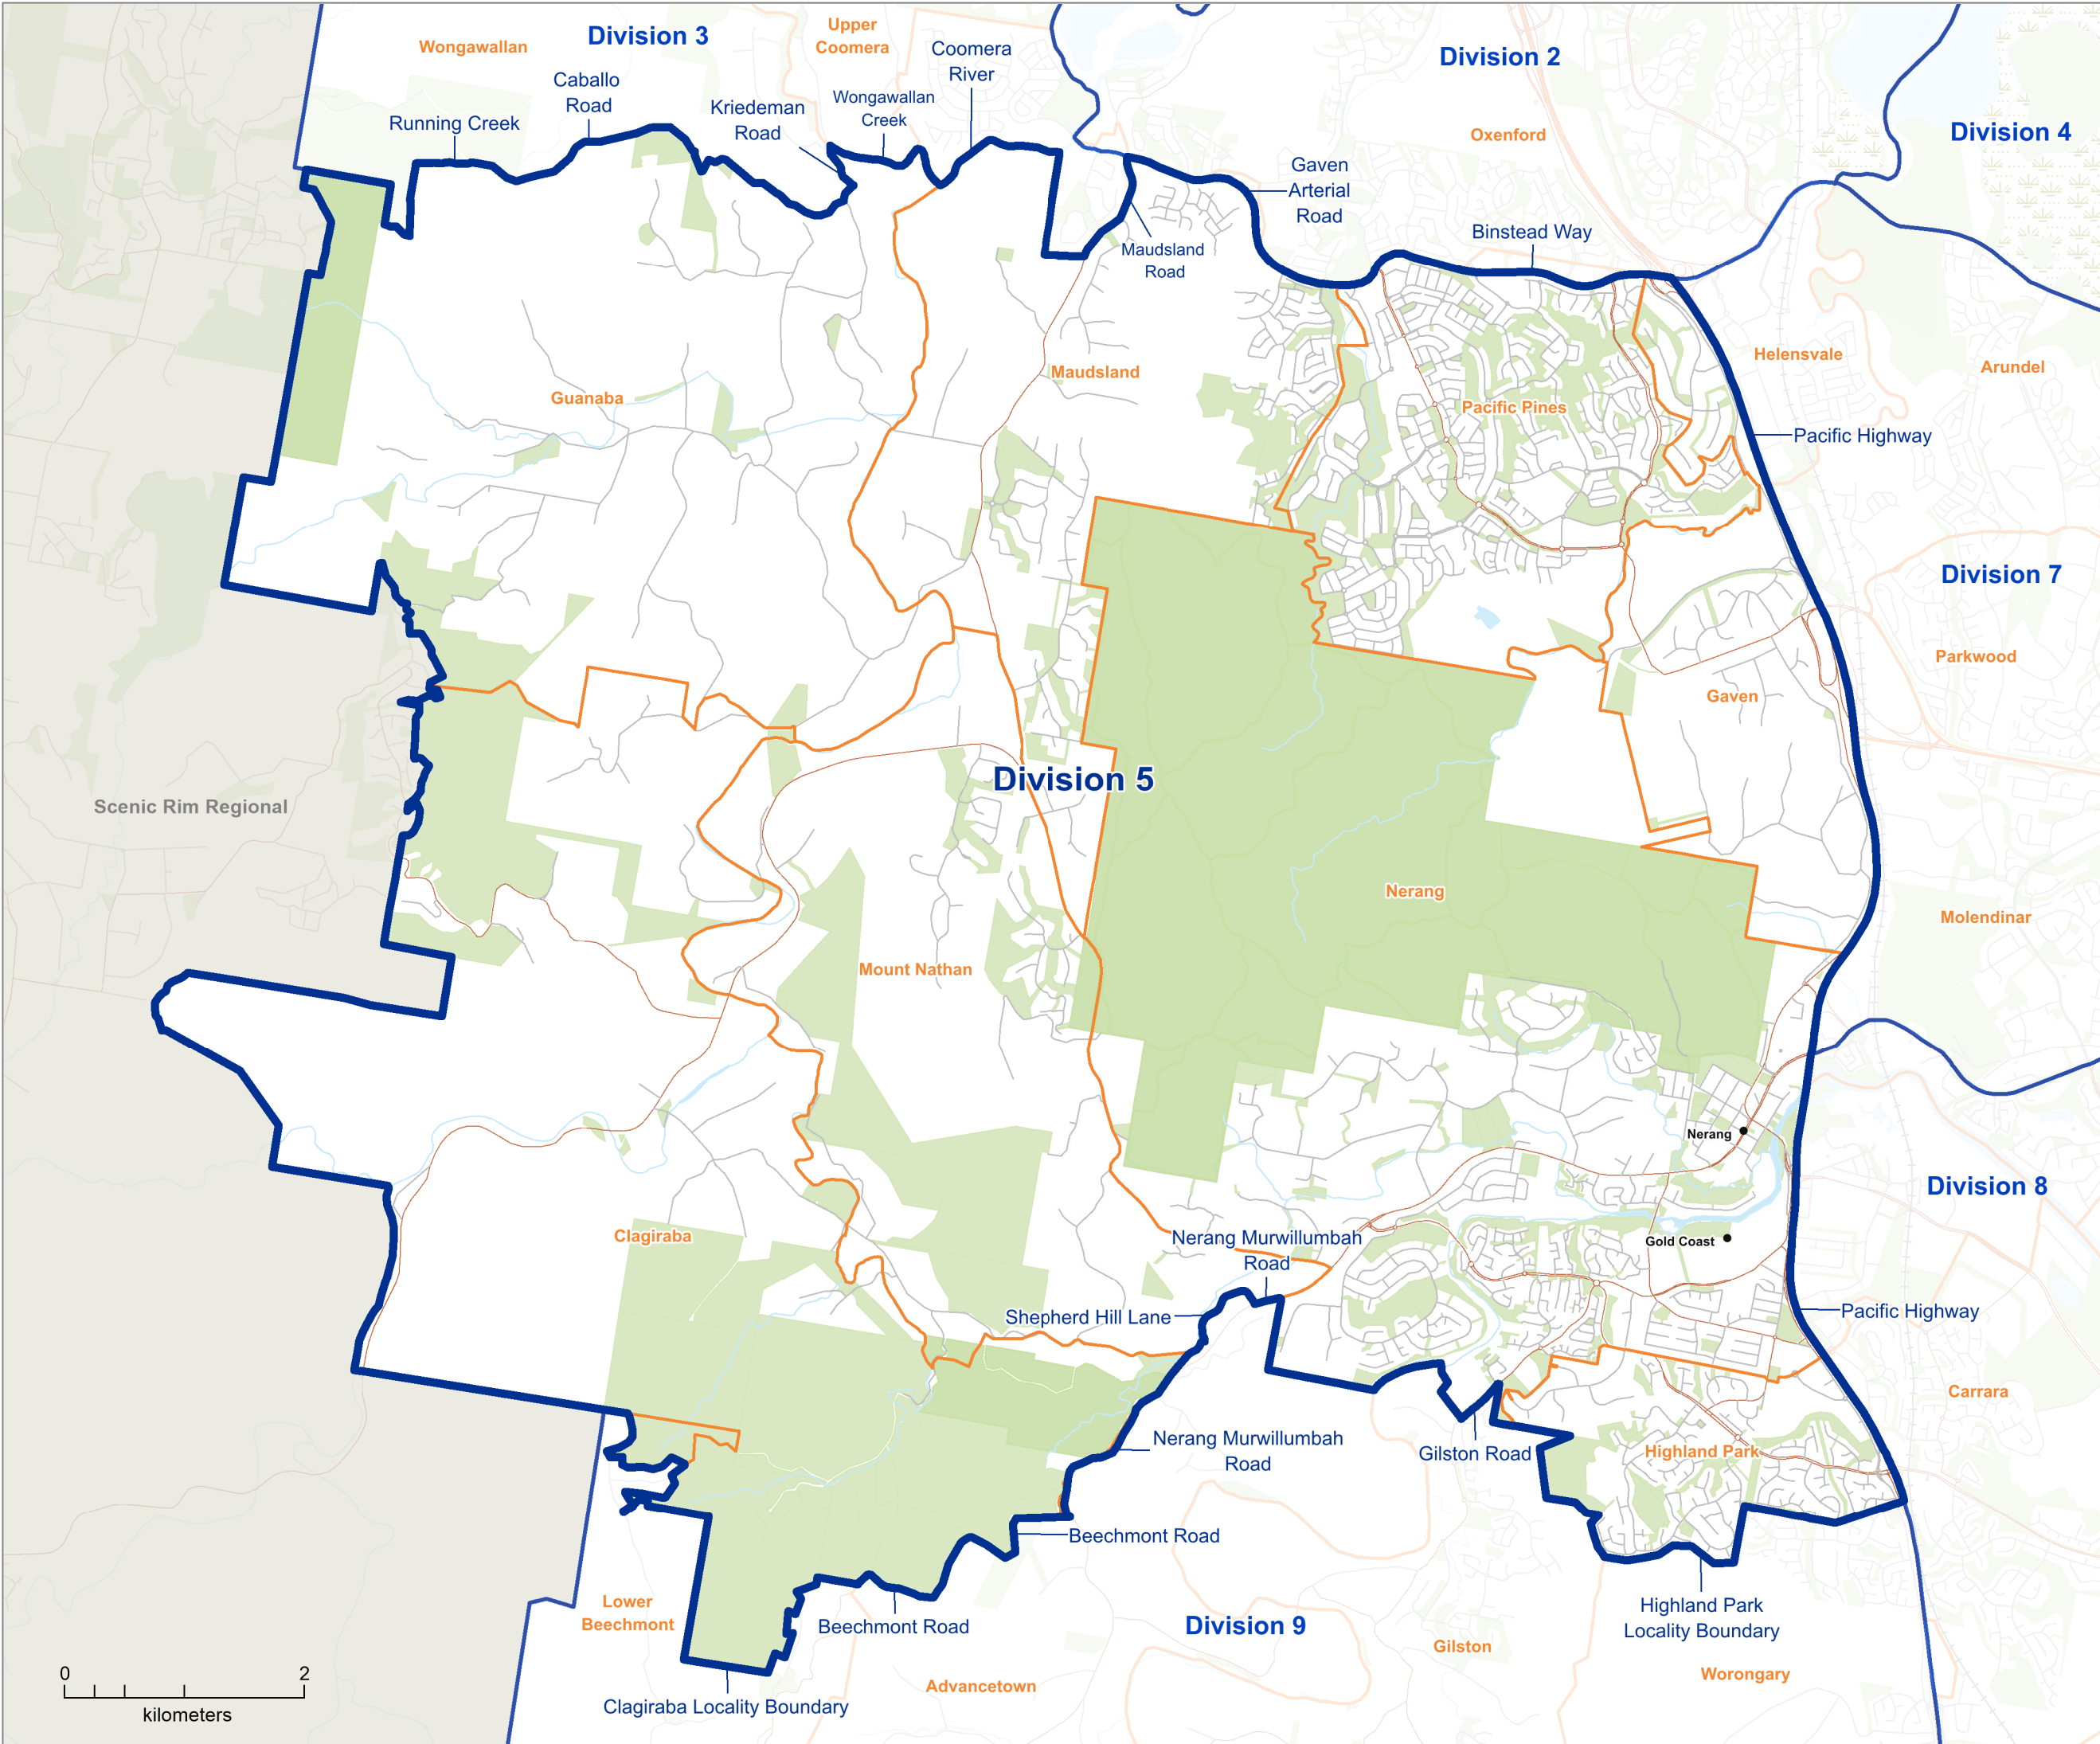 Division 3
Wongawallan
Upper
Coomera
Coomera
River
Division 2
Caballo
Road
Kriedeman
Road
Wongawallan
Creek
Running Creek
Oxenford
Division 4
Gaven
Arterial
Road
Binstead Way
Maudsland
Road
Helensvale
Arundel
Maudsland
Guanaba
Pacific Pines
Pacific Highway
Division 7
Parkwood
Gaven
Division 5
Scenic Rim Regional
Nerang
Molendinar
Mount Nathan
Nerang
Division 8
Clagiraba
Nerang Murwillumbah
Road
Gold Coast
Shepherd Hill Lane
Pacific Highway
Carrara
Nerang Murwillumbah
Road
Gilston Road
Highland Park
Beechmont Road
Lower
Beechmont
Beechmont Road
Division 9
Highland Park
Locality Boundary
Gilston
Worongary
Advancetown
Clagiraba Locality Boundary
0 2
kilometers